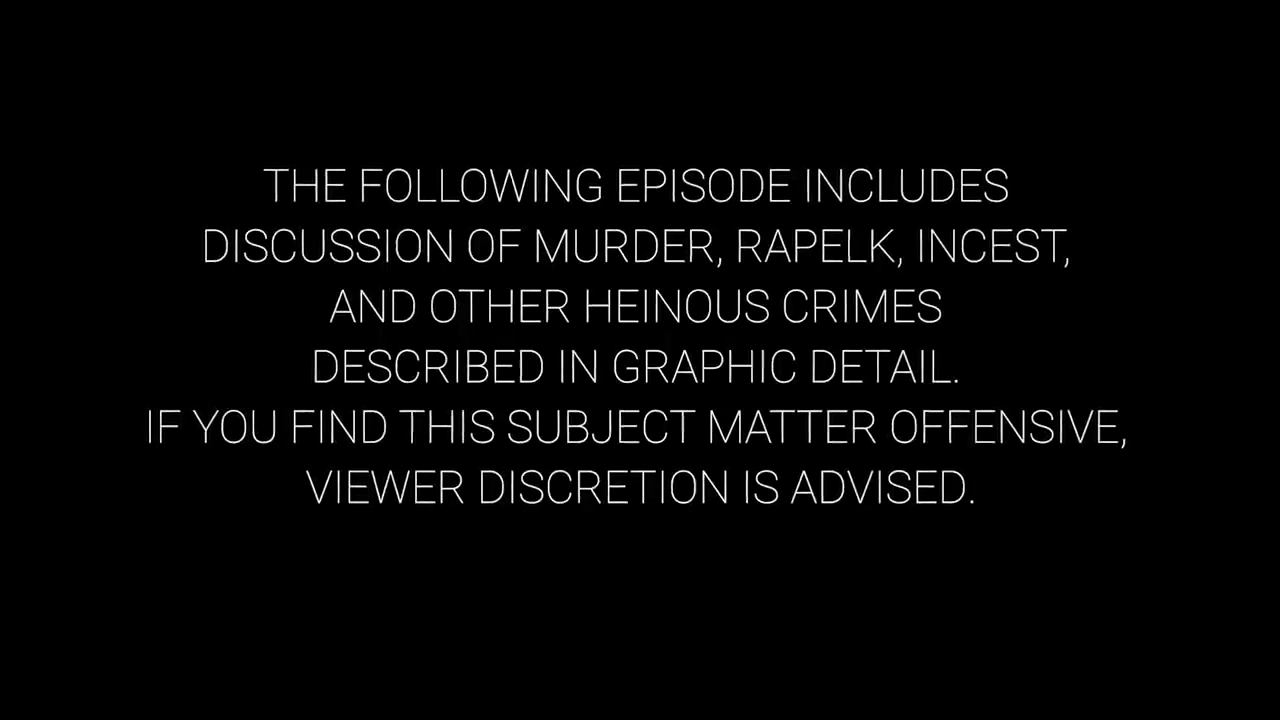 THE FOLLOWING EPISODE INCLUDES
DISCUSSION OF MURDER, RAPELK, INCEST,
AND OTHER HEINOUS CRIMES
DESCRIBED IN GRAPHIC DETAIL.
IF YOU FIND THIS SUBJECT MATTER OFFENSIVE,
VIEWER DISCRETION IS ADVISED.